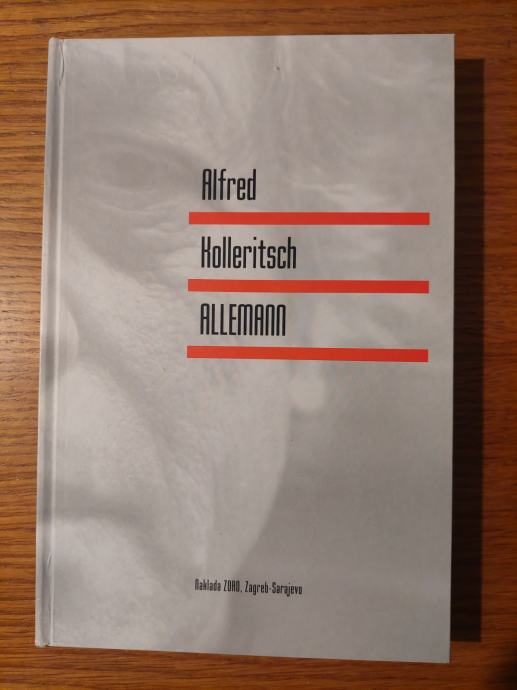 Alfred
Kolleritsch
ALLEMANN
Naklada ZORO, Zagreb-Sarajevo